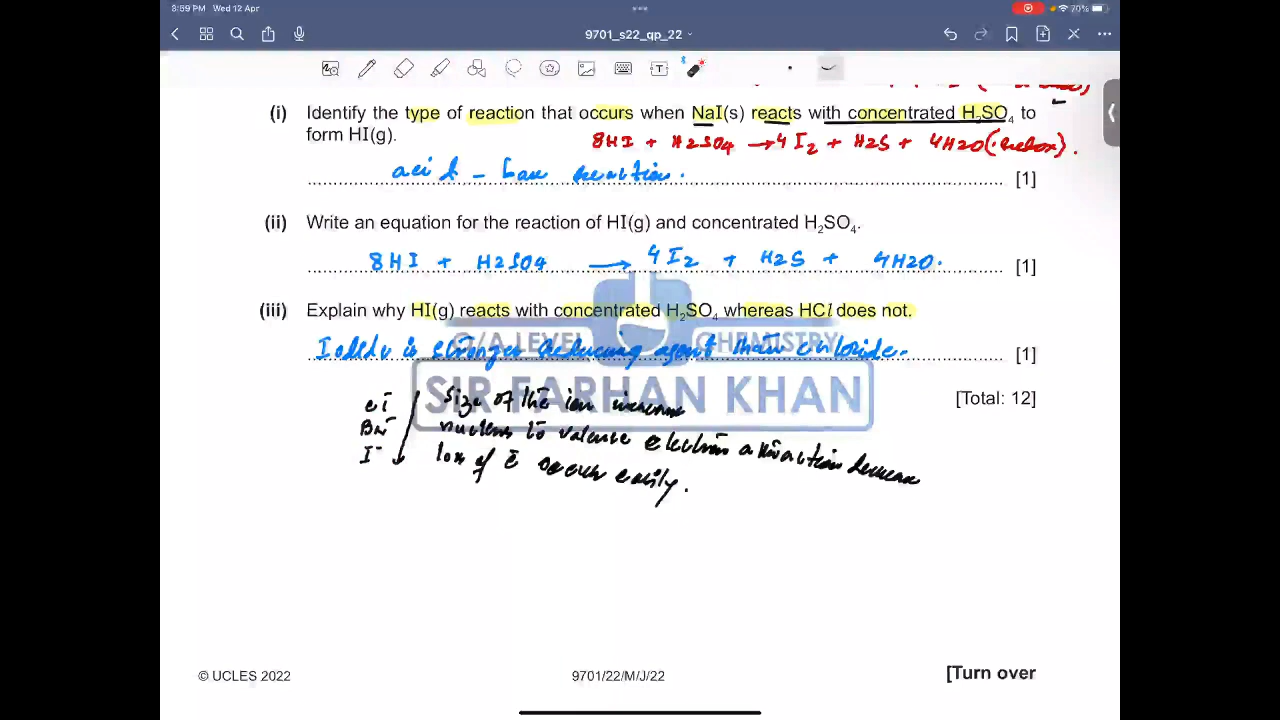 3:59 PM Wed 12 Apr
70%
9701_s22_qp_22
(i) Identify the type of reaction that occurs when NaI(s) reacts with concentrated H₂SO₄ to
form HI(g).
8HI + H2SO4 → 4I2 + H2S + 4H2O (redox).
acid - base reaction. [1]
(ii) Write an equation for the reaction of HI(g) and concentrated H₂SO₄.
8HI + H2SO4 → 4I2 + H2S + 4H2O. [1]
(iii) Explain why HI(g) reacts with concentrated H₂SO₄ whereas HCl does not.
O/A LEVEL CHEMISTRY
Iodide is stronger reducing agent than chloride. [1]
SIR FARHAN KHAN
[Total: 12]
Cl⁻ size of the ion increase
Br⁻ nucleus to valence electron attraction decrease
I⁻ loss of e⁻ occur easily.
© UCLES 2022
9701/22/M/J/22
[Turn over